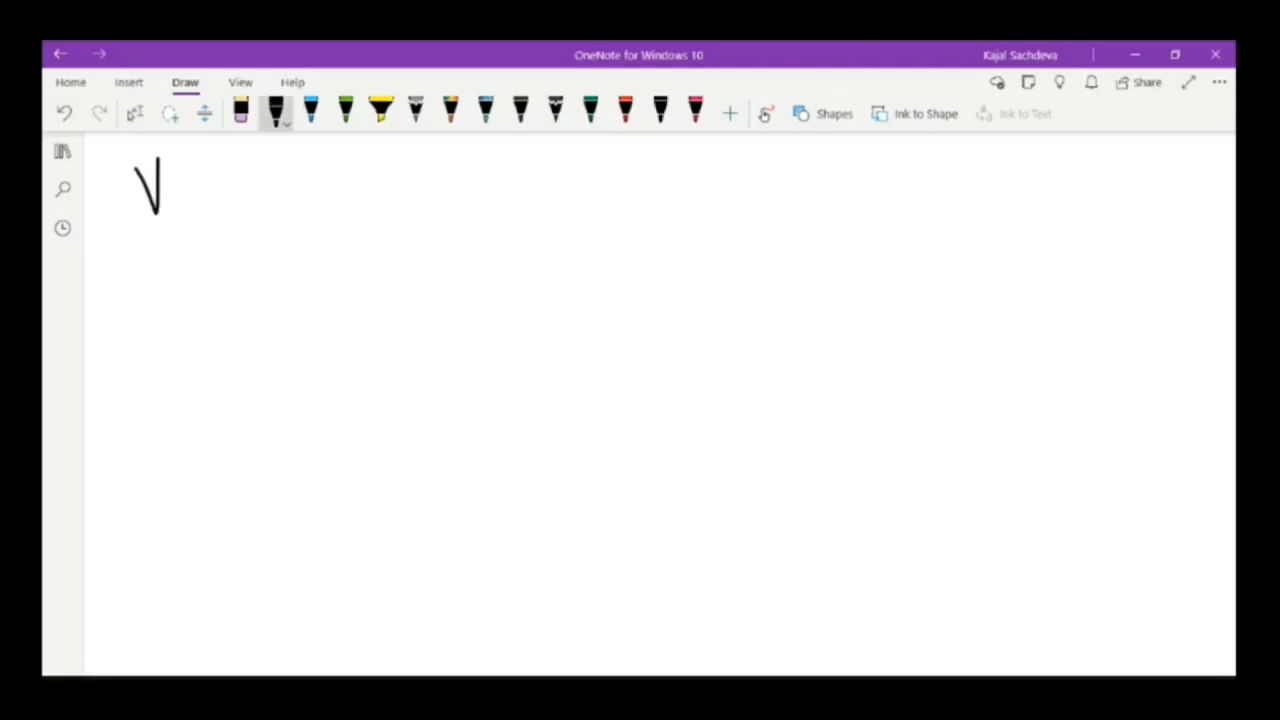 OneNote for Windows 10
Kajal Sachdeva
Home Insert Draw View Help
Share
Shapes Ink to Shape Ink to Text
V